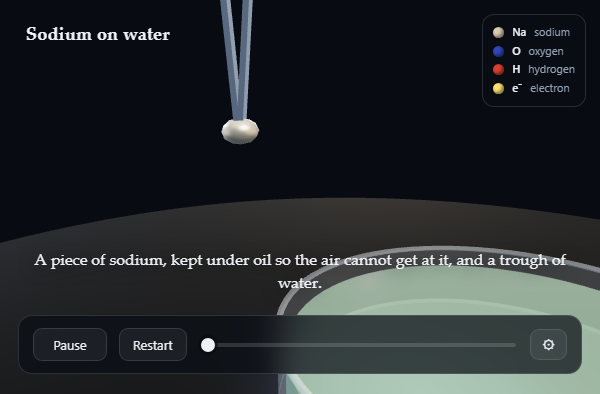 Sodium on water
Na sodium
O oxygen
H hydrogen
e⁻ electron
A piece of sodium, kept under oil so the air cannot get at it, and a trough of
water.
Pause
Restart